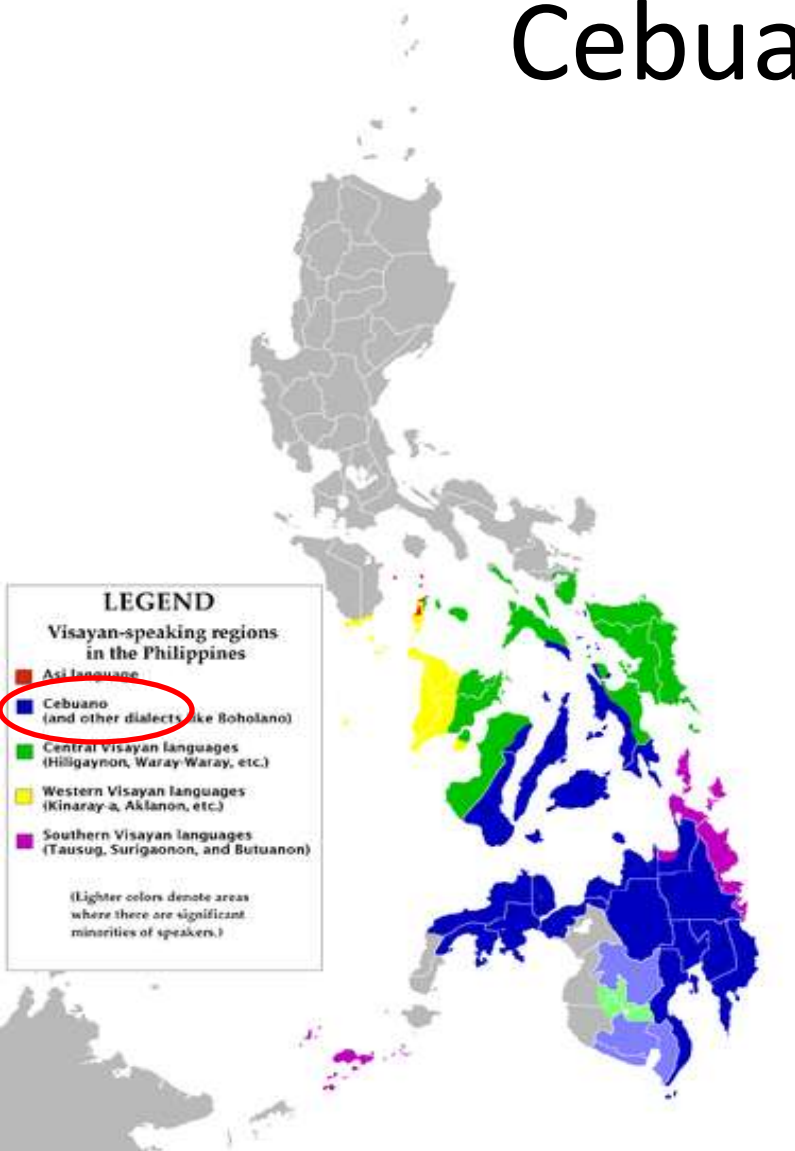 Cebua
LEGEND
Visayan-speaking regions
in the Philippines
Asi language
Cebuano
(and other dialects like Boholano)
Central Visayan languages
(Hiligaynon, Waray-Waray, etc.)
Western Visayan languages
(Kinaray-a, Aklanon, etc.)
Southern Visayan languages
(Tausug, Surigaonon, and Butuanon)
(Lighter colors denote areas
where there are significant
minorities of speakers.)